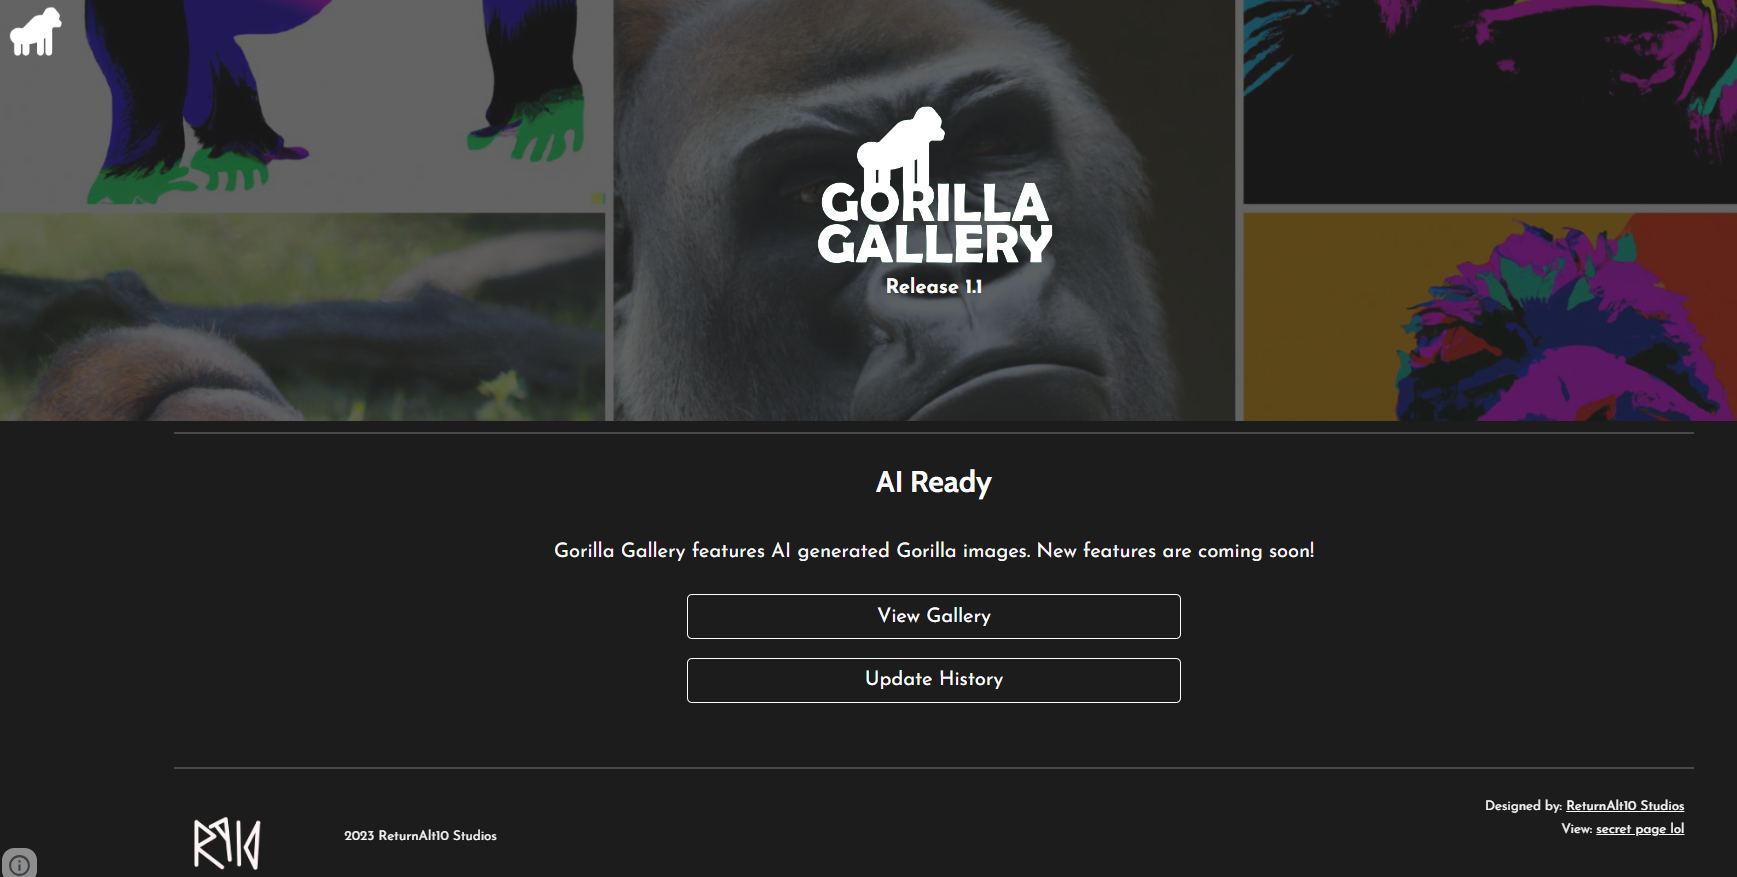 GORILLA
GALLERY
Release 1.1
AI Ready
Gorilla Gallery features AI generated Gorilla images. New features are coming soon!
View Gallery
Update History
2023 ReturnAlt10 Studios
Designed by: ReturnAlt10 Studios
View: secret page lol